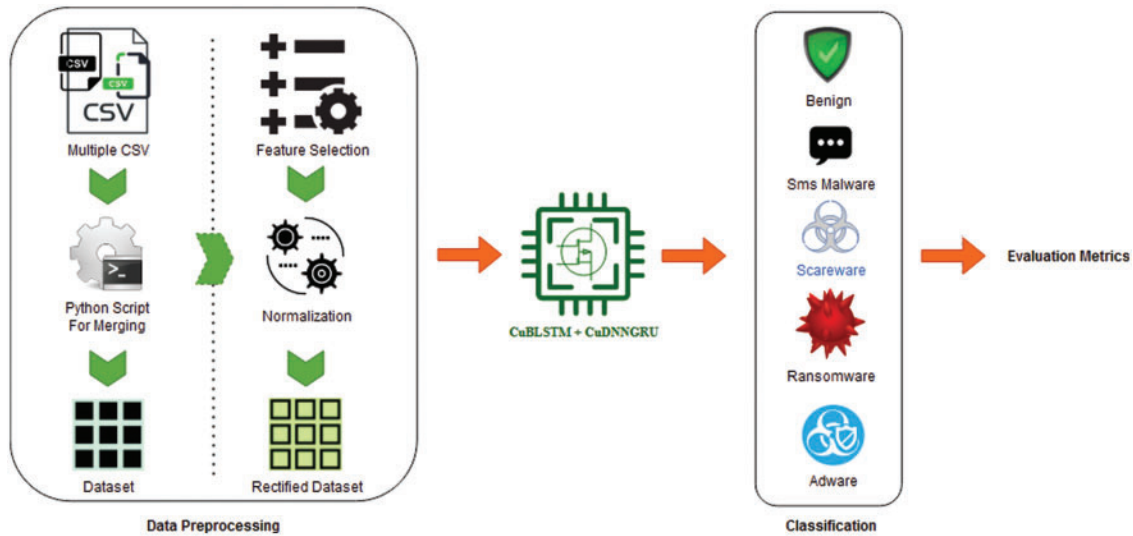 CSV
CSV
CSV
Multiple CSV
Python Script
For Merging
Dataset
Feature Selection
Normalization
Rectified Dataset
Data Preprocessing
CuBLSTM + CuDNNGRU
Benign
Sms Malware
Scareware
Ransomware
Adware
Classification
Evaluation Metrics